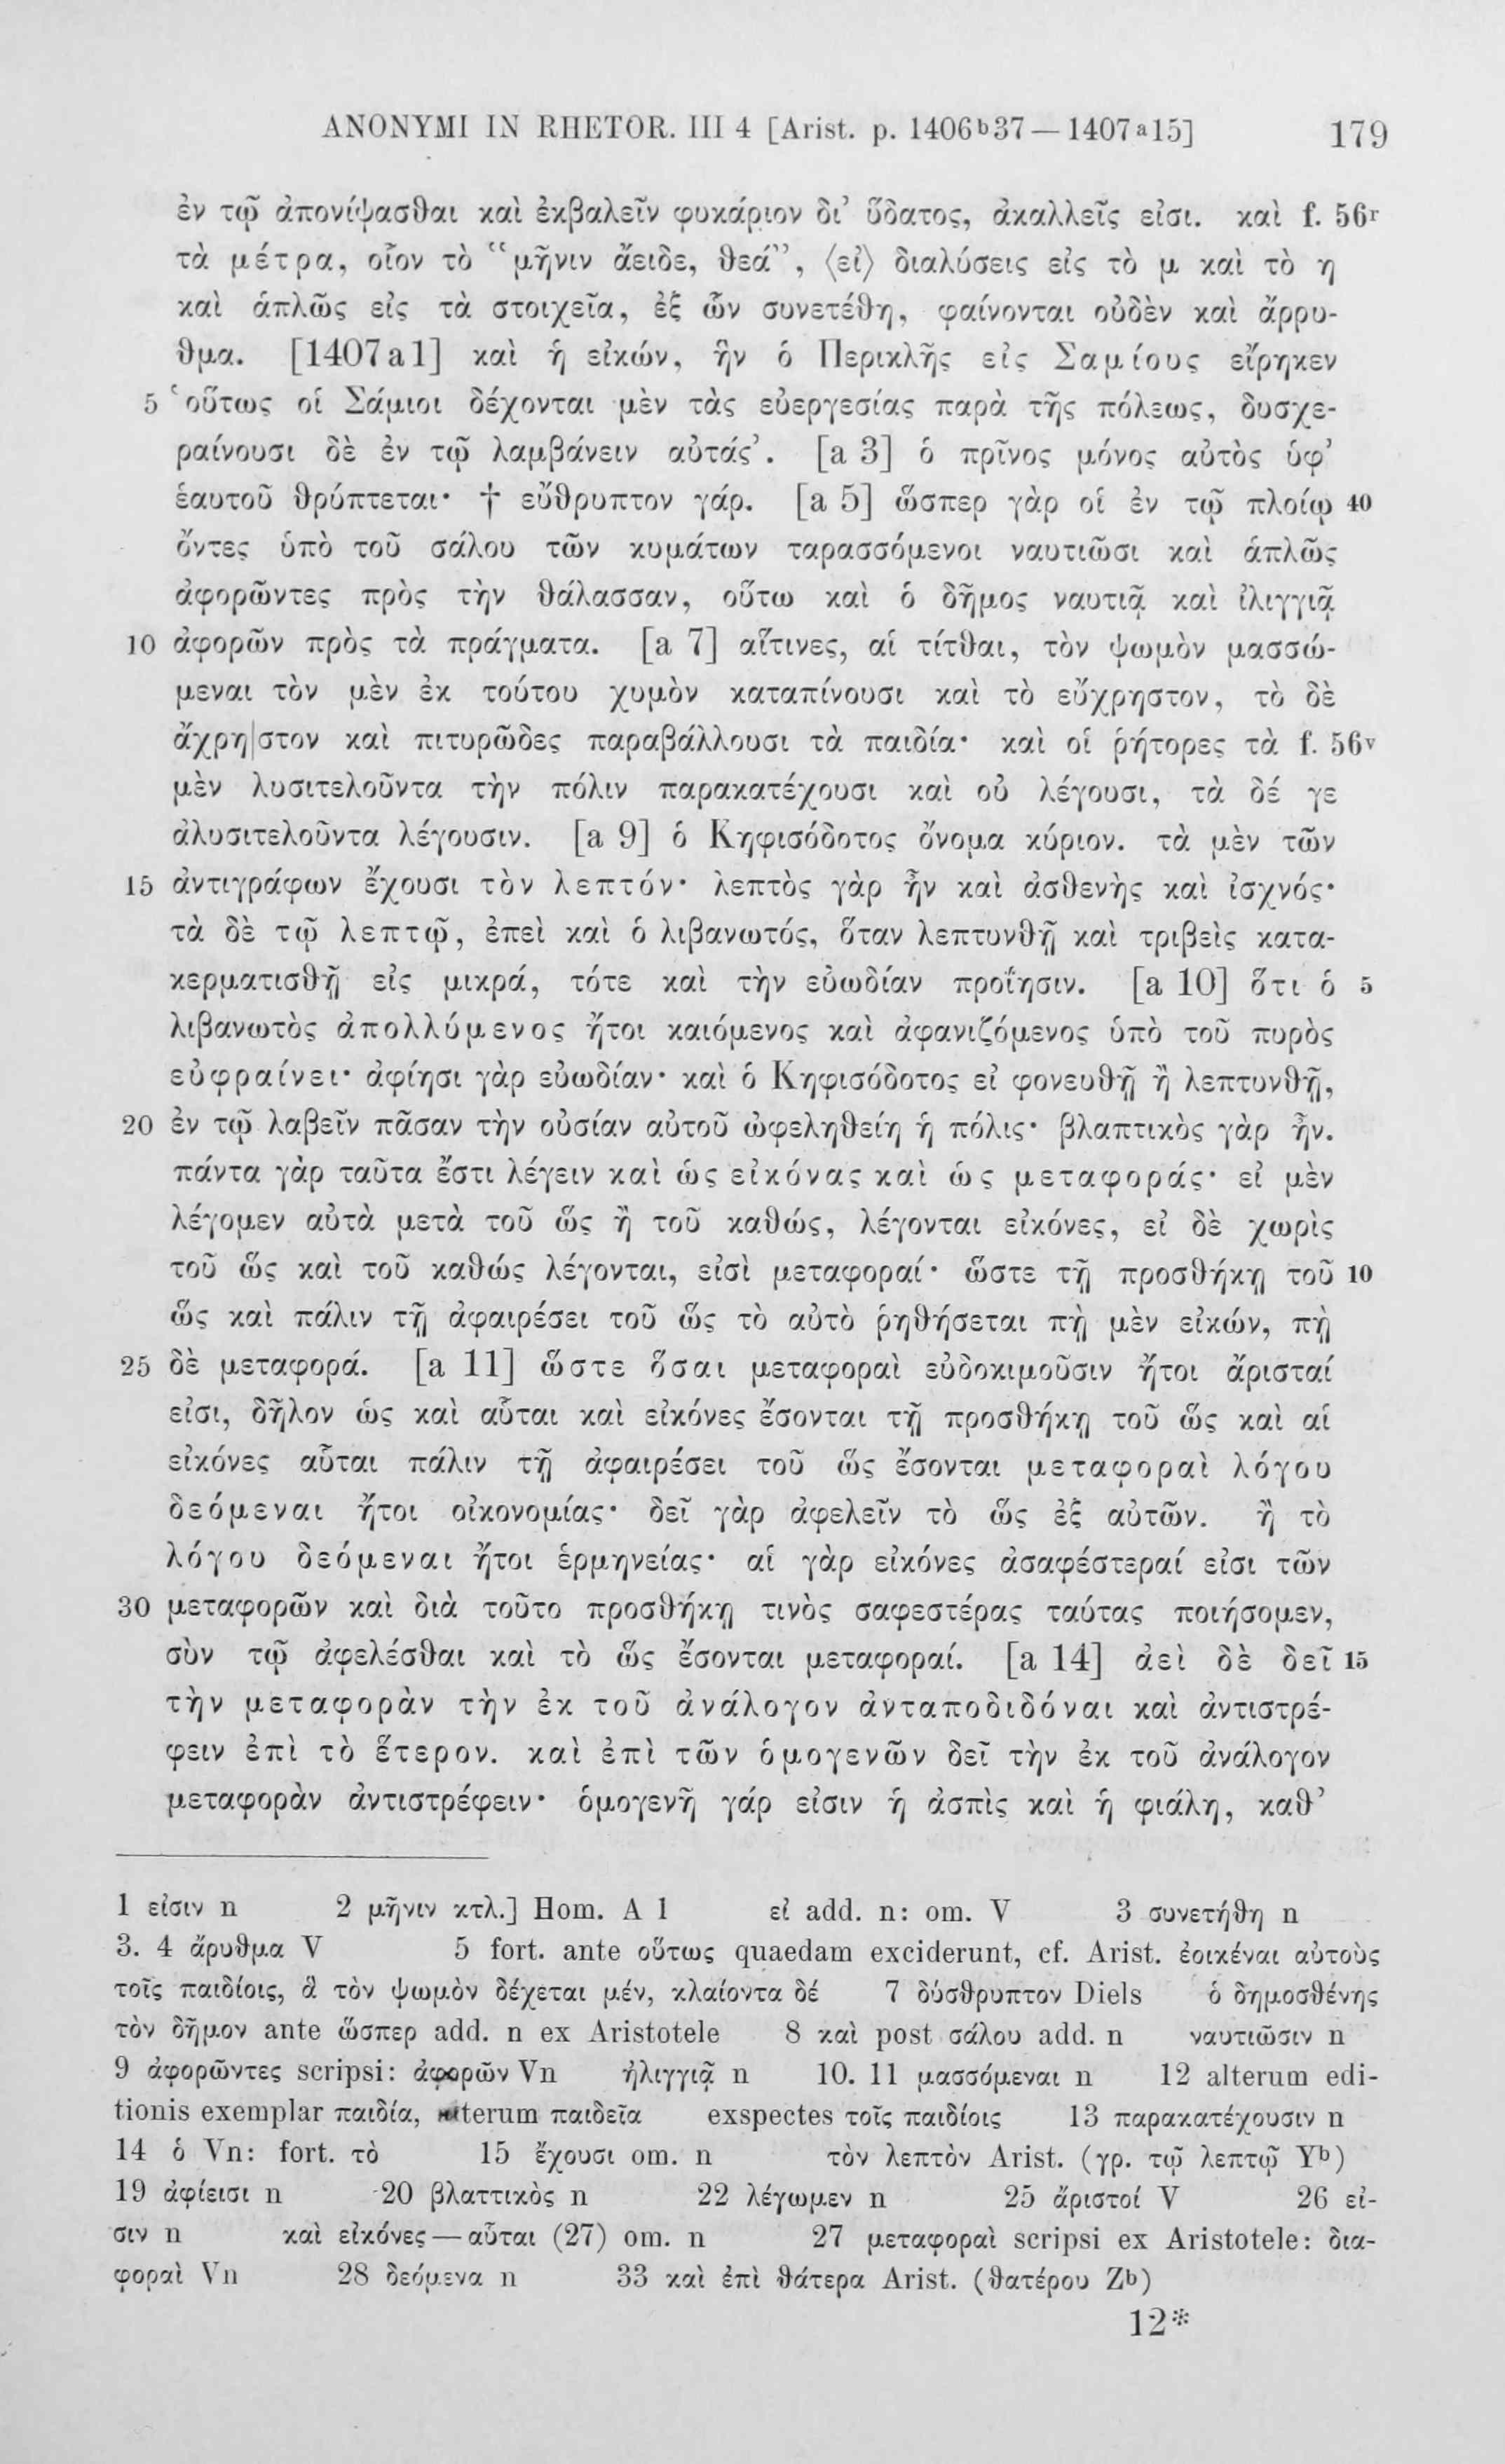 ANONYMI IN RHETOR. III 4 [Arist. p. 1406ᵇ37 — 1407ᵃ15] 179
ἐν τῷ ἀπονίψασθαι καὶ ἐκβαλεῖν φυκάριον δι’ ὕδατος, ἀκαλλεῖς εἰσι. καὶ f. 56ʳ
τὰ μέτρα, οἷον τὸ “μῆνιν ἄειδε, θεά”, ⟨εἰ⟩ διαλύσεις εἰς τὸ μ καὶ τὸ η
καὶ ἁπλῶς εἰς τὰ στοιχεῖα, ἐξ ὧν συνετέθη, φαίνονται οὐδὲν καὶ ἄρρυ-
θμα. [1407 a 1] καὶ ἡ εἰκών, ἣν ὁ Περικλῆς εἰς Σαμίους εἴρηκεν
5 ‘οὕτως οἱ Σάμιοι δέχονται μὲν τὰς εὐεργεσίας παρὰ τῆς πόλεως, δυσχε-
ραίνουσι δὲ ἐν τῷ λαμβάνειν αὐτάς’. [a 3] ὁ πρῖνος μόνος αὐτὸς ὑφ’
ἑαυτοῦ θρύπτεται· † εὔθρυπτον γάρ. [a 5] ὥσπερ γὰρ οἱ ἐν τῷ πλοίῳ 40
ὄντες ὑπὸ τοῦ σάλου τῶν κυμάτων ταρασσόμενοι ναυτιῶσι καὶ ἁπλῶς
ἀφορῶντες πρὸς τὴν θάλασσαν, οὕτω καὶ ὁ δῆμος ναυτιᾷ καὶ ἰλιγγιᾷ
10 ἀφορῶν πρὸς τὰ πράγματα. [a 7] αἵτινες, αἱ τίτθαι, τὸν ψωμὸν μασσώ-
μεναι τὸν μὲν ἐκ τούτου χυμὸν καταπίνουσι καὶ τὸ εὔχρηστον, τὸ δὲ
ἄχρη|στον καὶ πιτυρῶδες παραβάλλουσι τὰ παιδία· καὶ οἱ ῥήτορες τὰ f. 56ᵛ
μὲν λυσιτελοῦντα τὴν πόλιν παρακατέχουσι καὶ οὐ λέγουσι, τὰ δέ γε
ἀλυσιτελοῦντα λέγουσιν. [a 9] ὁ Κηφισόδοτος ὄνομα κύριον. τὰ μὲν τῶν
15 ἀντιγράφων ἔχουσι τὸν λεπτόν· λεπτὸς γὰρ ἦν καὶ ἀσθενὴς καὶ ἰσχνός·
τὰ δὲ τῷ λεπτῷ, ἐπεὶ καὶ ὁ λιβανωτός, ὅταν λεπτυνθῇ καὶ τριβεὶς κατα-
κερματισθῇ εἰς μικρά, τότε καὶ τὴν εὐωδίαν προΐησιν. [a 10] ὅτι ὁ 5
λιβανωτὸς ἀπολλύμενος ἤτοι καιόμενος καὶ ἀφανιζόμενος ὑπὸ τοῦ πυρὸς
εὐφραίνει· ἀφίησι γὰρ εὐωδίαν· καὶ ὁ Κηφισόδοτος εἰ φονευθῇ ἢ λεπτυνθῇ,
20 ἐν τῷ λαβεῖν πᾶσαν τὴν οὐσίαν αὐτοῦ ὠφεληθείη ἡ πόλις· βλαπτικὸς γὰρ ἦν.
πάντα γὰρ ταῦτα ἔστι λέγειν καὶ ὡς εἰκόνας καὶ ὡς μεταφοράς· εἰ μὲν
λέγομεν αὐτὰ μετὰ τοῦ ὥς ἢ τοῦ καθώς, λέγονται εἰκόνες, εἰ δὲ χωρὶς
τοῦ ὥς καὶ τοῦ καθώς λέγονται, εἰσὶ μεταφοραί· ὥστε τῇ προσθήκῃ τοῦ 10
ὥς καὶ πάλιν τῇ ἀφαιρέσει τοῦ ὥς τὸ αὐτὸ ῥηθήσεται πὴ μὲν εἰκών, πὴ
25 δὲ μεταφορά. [a 11] ὥστε ὅσαι μεταφοραὶ εὐδοκιμοῦσιν ἤτοι ἄρισταί
εἰσι, δῆλον ὡς καὶ αὗται καὶ εἰκόνες ἔσονται τῇ προσθήκῃ τοῦ ὥς καὶ αἱ
εἰκόνες αὗται πάλιν τῇ ἀφαιρέσει τοῦ ὥς ἔσονται μεταφοραὶ λόγου
δεόμεναι ἤτοι οἰκονομίας· δεῖ γὰρ ἀφελεῖν τὸ ὥς ἐξ αὐτῶν. ἢ τὸ
λόγου δεόμεναι ἤτοι ἑρμηνείας· αἱ γὰρ εἰκόνες ἀσαφέστεραί εἰσι τῶν
30 μεταφορῶν καὶ διὰ τοῦτο προσθήκῃ τινὸς σαφεστέρας ταύτας ποιήσομεν,
σὺν τῷ ἀφελέσθαι καὶ τὸ ὥς ἔσονται μεταφοραί. [a 14] ἀεὶ δὲ δεῖ 15
τὴν μεταφορὰν τὴν ἐκ τοῦ ἀνάλογον ἀνταποδιδόναι καὶ ἀντιστρέ-
φειν ἐπὶ τὸ ἕτερον. καὶ ἐπὶ τῶν ὁμογενῶν δεῖ τὴν ἐκ τοῦ ἀνάλογον
μεταφορὰν ἀντιστρέφειν· ὁμογενῆ γάρ εἰσιν ἡ ἀσπὶς καὶ ἡ φιάλη, καθ’
1 εἰσιν n 2 μῆνιν κτλ.] Hom. A 1 εἰ add. n: om. V 3 συνετήθη n
3. 4 ἄρυθμα V 5 fort. ante οὕτως quaedam exciderunt, cf. Arist. ἐοικέναι αὐτοὺς
τοῖς παιδίοις, ἃ τὸν ψωμὸν δέχεται μέν, κλαίοντα δέ 7 δύσθρυπτον Diels ὁ δημοσθένης
τὸν δῆμον ante ὥσπερ add. n ex Aristotele 8 καὶ post σάλου add. n ναυτιῶσιν n
9 ἀφορῶντες scripsi: ἀφορῶν Vn ἠλιγγιᾷ n 10. 11 μασσόμεναι n 12 alterum edi-
tionis exemplar παιδία, alterum παιδεῖα exspectes τοῖς παιδίοις 13 παρακατέχουσιν n
14 ὁ Vn: fort. τὸ 15 ἔχουσι om. n τὸν λεπτὸν Arist. (γρ. τῷ λεπτῷ Yᵇ)
19 ἀφίεισι n 20 βλαττικὸς n 22 λέγωμεν n 25 ἄριστοί V 26 εἰ-
σιν n καὶ εἰκόνες — αὗται (27) om. n 27 μεταφοραὶ scripsi ex Aristotele: δια-
φοραὶ Vn 28 δεόμενα n 33 καὶ ἐπὶ θάτερα Arist. (θατέρου Zᵇ)
12*